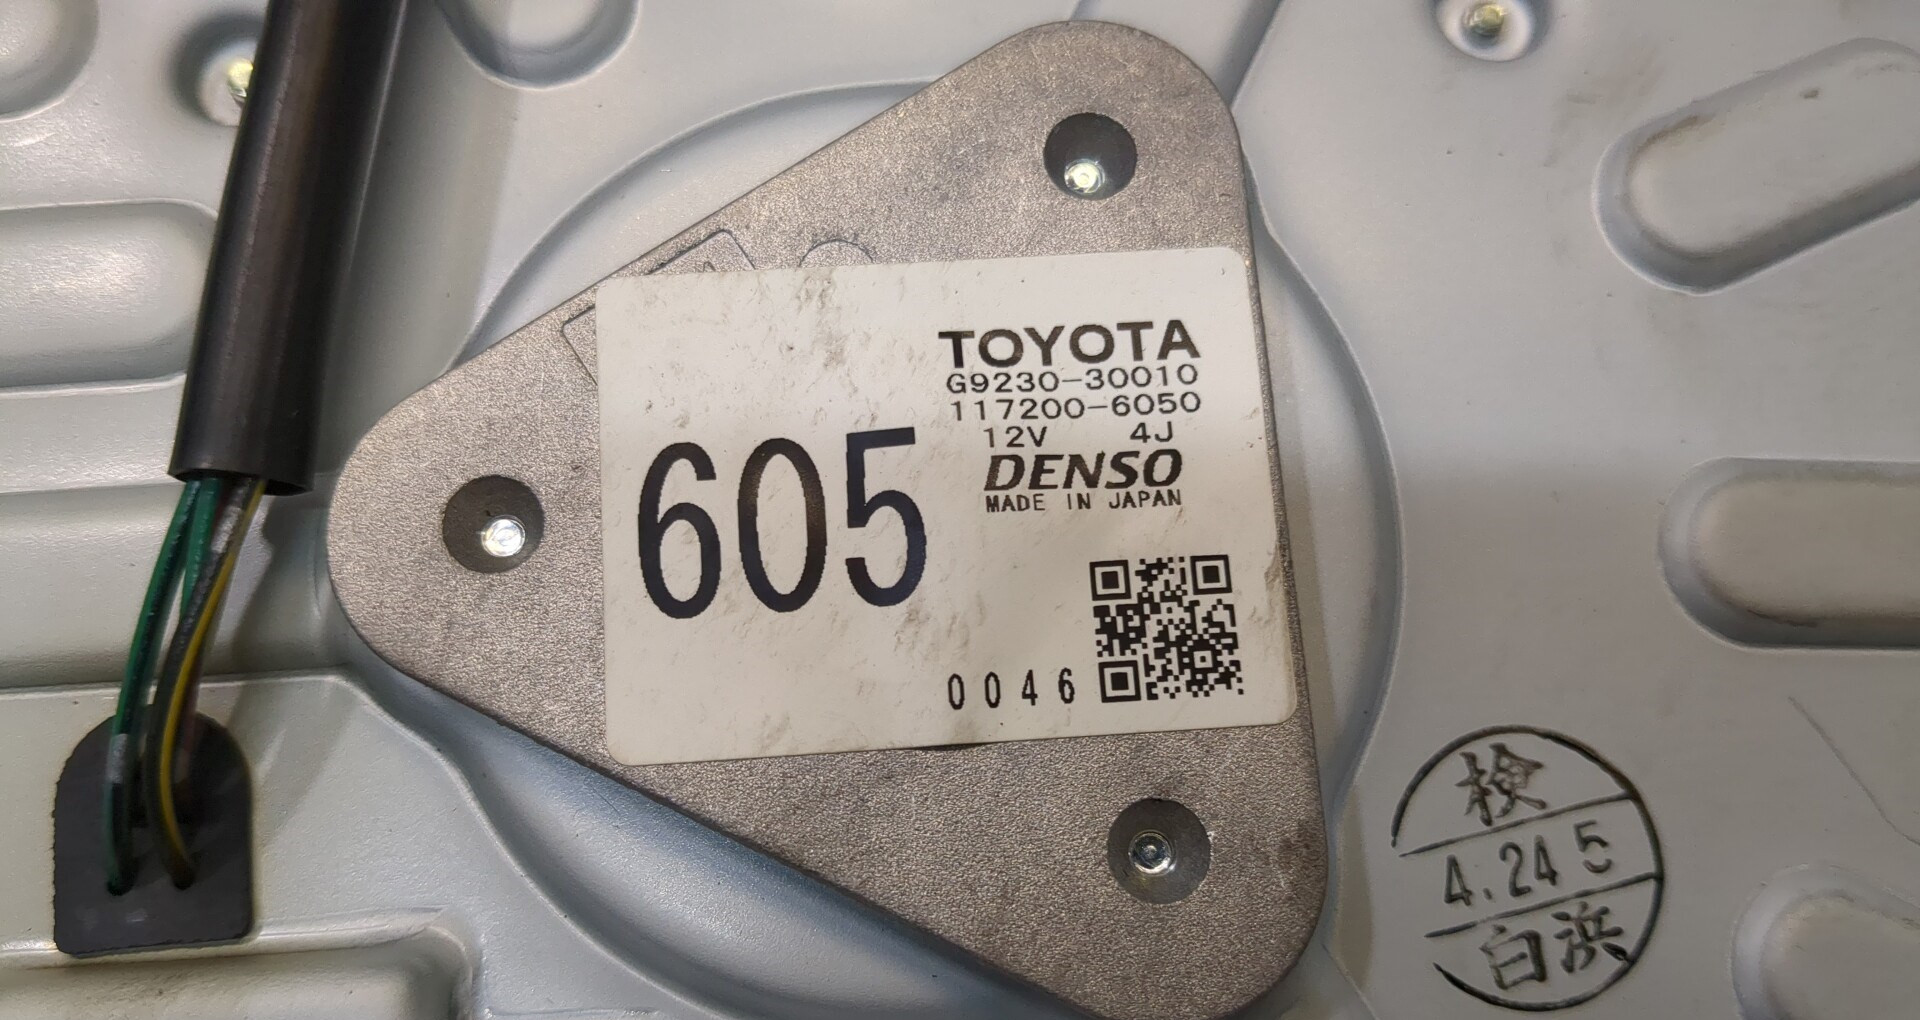 TOYOTA
G9230-30010
117200-6050
12V 4J
DENSO
MADE IN JAPAN
605
0046
検
4.24 5
白浜